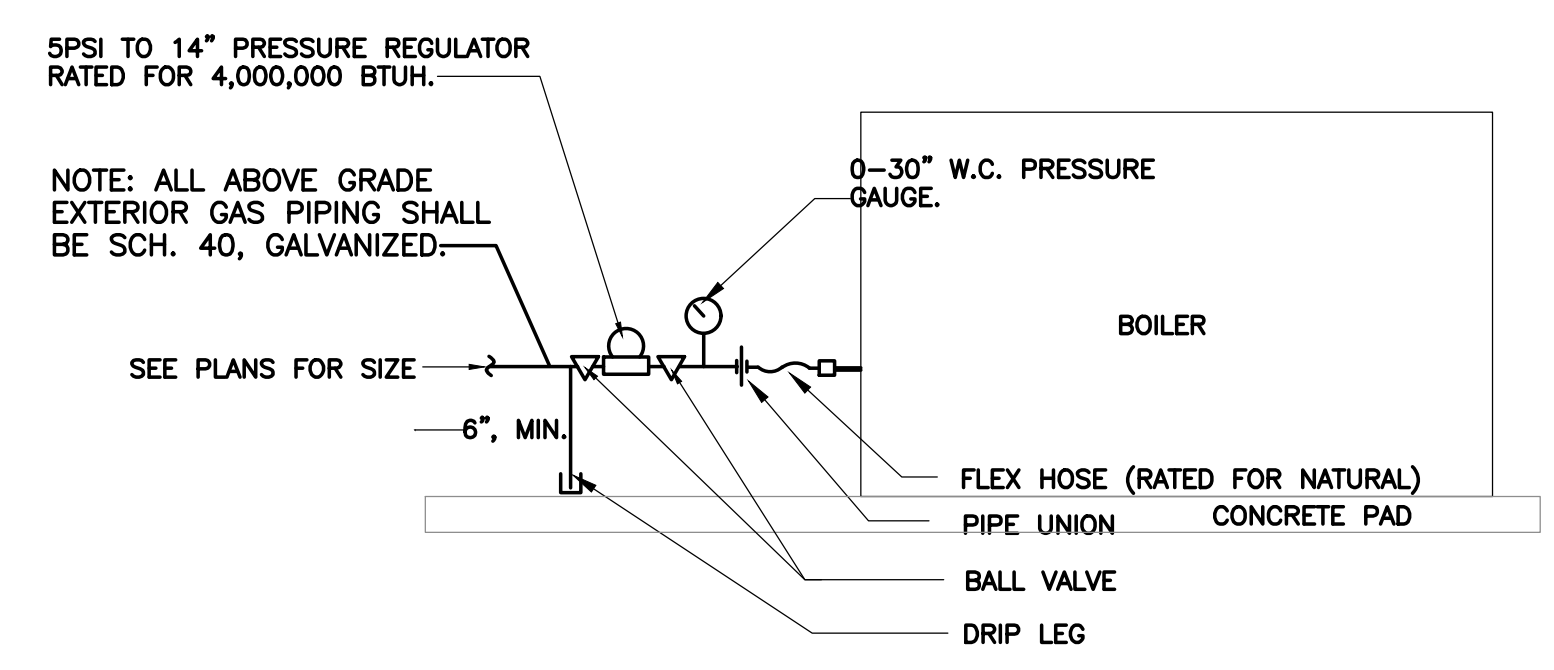 5PSI TO 14" PRESSURE REGULATOR
RATED FOR 4,000,000 BTUH.
NOTE: ALL ABOVE GRADE
EXTERIOR GAS PIPING SHALL
BE SCH. 40, GALVANIZED.
0-30" W.C. PRESSURE
GAUGE.
BOILER
SEE PLANS FOR SIZE
6", MIN.
FLEX HOSE (RATED FOR NATURAL)
CONCRETE PAD
PIPE UNION
BALL VALVE
DRIP LEG